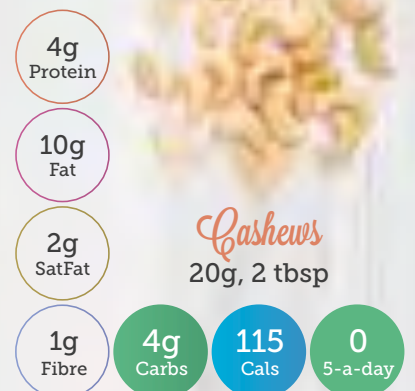 4g
Protein
10g
Fat
2g
SatFat
Cashews
20g, 2 tbsp
1g
Fibre
4g
Carbs
115
Cals
0
5-a-day